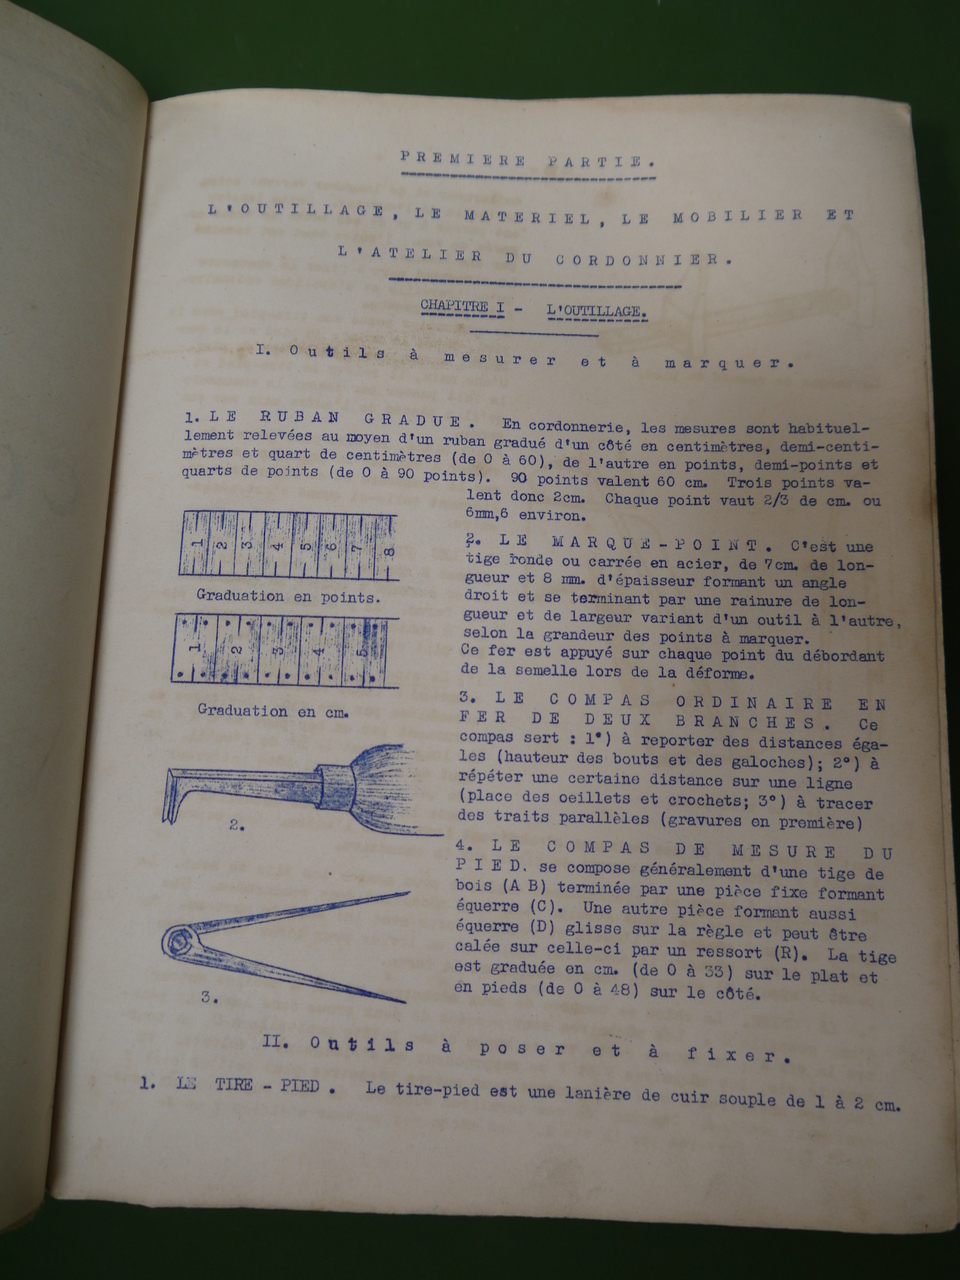 PREMIERE PARTIE.
L'OUTILLAGE, LE MATERIEL, LE MOBILIER ET
L'ATELIER DU CORDONNIER.
CHAPITRE I - L'OUTILLAGE.
I. Outils à mesurer et à marquer.
1. LE RUBAN GRADUE. En cordonnerie, les mesures sont habituel-
lement relevées au moyen d'un ruban gradué d'un côté en centimètres, demi-centi-
mètres et quart de centimètres (de 0 à 60), de l'autre en points, demi-points et
quarts de points (de 0 à 90 points). 90 points valent 60 cm. Trois points va-
lent donc 2cm. Chaque point vaut 2/3 de cm. ou
6mm,6 environ.
1 2 3 4 5 6 7 8
Graduation en points.
1 2 3 4 5
Graduation en cm.
2. LE MARQUE-POINT. C'est une
tige ronde ou carrée en acier, de 7cm. de lon-
gueur et 8 mm. d'épaisseur formant un angle
droit et se terminant par une rainure de lon-
gueur et de largeur variant d'un outil à l'autre,
selon la grandeur des points à marquer.
Ce fer est appuyé sur chaque point du débordant
de la semelle lors de la déforme.
3. LE COMPAS ORDINAIRE EN
FER DE DEUX BRANCHES. Ce
compas sert : 1°) à reporter des distances éga-
les (hauteur des bouts et des galoches); 2°) à
répéter une certaine distance sur une ligne
(place des oeillets et crochets; 3°) à tracer
des traits parallèles (gravures en première)
2.
4. LE COMPAS DE MESURE DU
PIED. se compose généralement d'une tige de
bois (A B) terminée par une pièce fixe formant
équerre (C). Une autre pièce formant aussi
équerre (D) glisse sur la règle et peut être
calée sur celle-ci par un ressort (R). La tige
est graduée en cm. (de 0 à 33) sur le plat et
en pieds (de 0 à 48) sur le côté.
3.
II. Outils à poser et à fixer.
1. LE TIRE - PIED. Le tire-pied est une lanière de cuir souple de 1 à 2 cm.